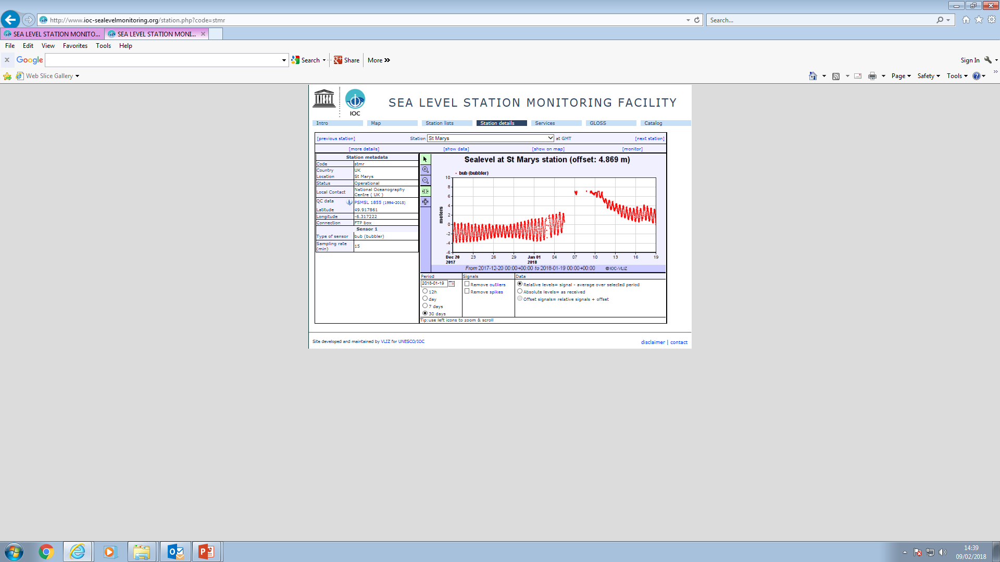 http://www.ioc-sealevelmonitoring.org/station.php?code=stmr
Search...
SEA LEVEL STATION MONITO...
SEA LEVEL STATION MONI...
File Edit View Favorites Tools Help
x Google Search Share More »
Sign In
Web Slice Gallery
Page Safety Tools
UNESCO
IOC
SEA LEVEL STATION MONITORING FACILITY
Intro Map Station lists Station details Services GLOSS Catalog
[previous station] Station St Marys at GMT [next station]
[more details] [show data] [show on map] [monitor]
Station metadata
Code stmr
Country UK
Location St Marys
Status Operational
Local Contact National Oceanography Centre ( UK )
QC data PSMSL 1855 (1994-2015)
Latitude 49.917861
Longitude -6.317222
Connection FTP box
Sensor 1
Type of sensor bub (bubbler)
Sampling rate (min) 15
Sealevel at St Marys station (offset: 4.869 m)
bub (bubbler)
meters
10
8
6
4
2
0
-2
-4
-6
Dec 20 23 26 29 Jan 01 04 07 10 13 16 19
2017 2018
From 2017-12-20 00:00+00:00 to 2018-01-19 00:00+00:00 ©IOC-VLIZ
Period Signals Data
2018-01-19
12h
day
7 days
30 days
Remove outliers
Remove spikes
Relative levels= signal - average over selected period
Absolute levels= as received
Offset signals= relative signals + offset
Tip:use left icons to zoom & scroll
Site developed and maintained by VLIZ for UNESCO/IOC
disclaimer | contact
14:39
09/02/2018